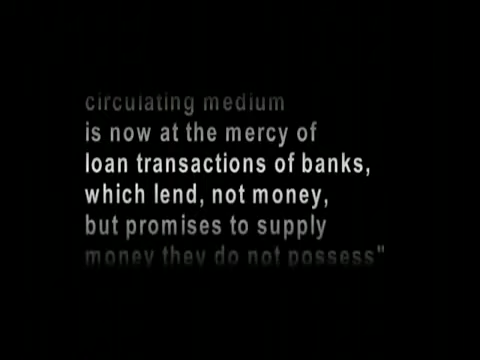 circulating medium
is now at the mercy of
loan transactions of banks,
which lend, not money,
but promises to supply
money they do not possess"